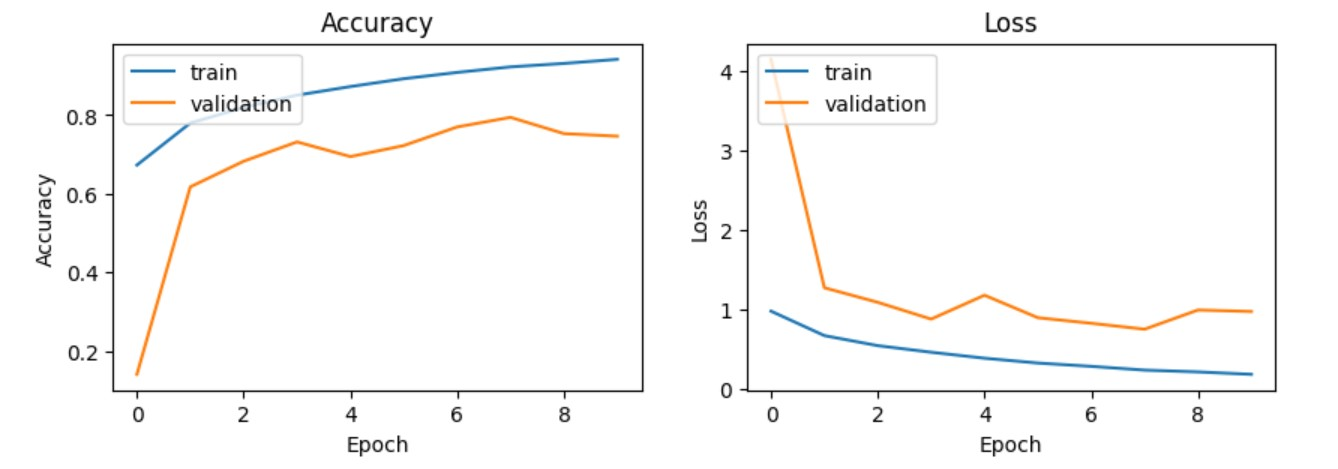 Accuracy
train
validation
0.8
0.6
0.4
0.2
Accuracy
0 2 4 6 8
Epoch
Loss
train
validation
4
3
2
1
0
Loss
0 2 4 6 8
Epoch